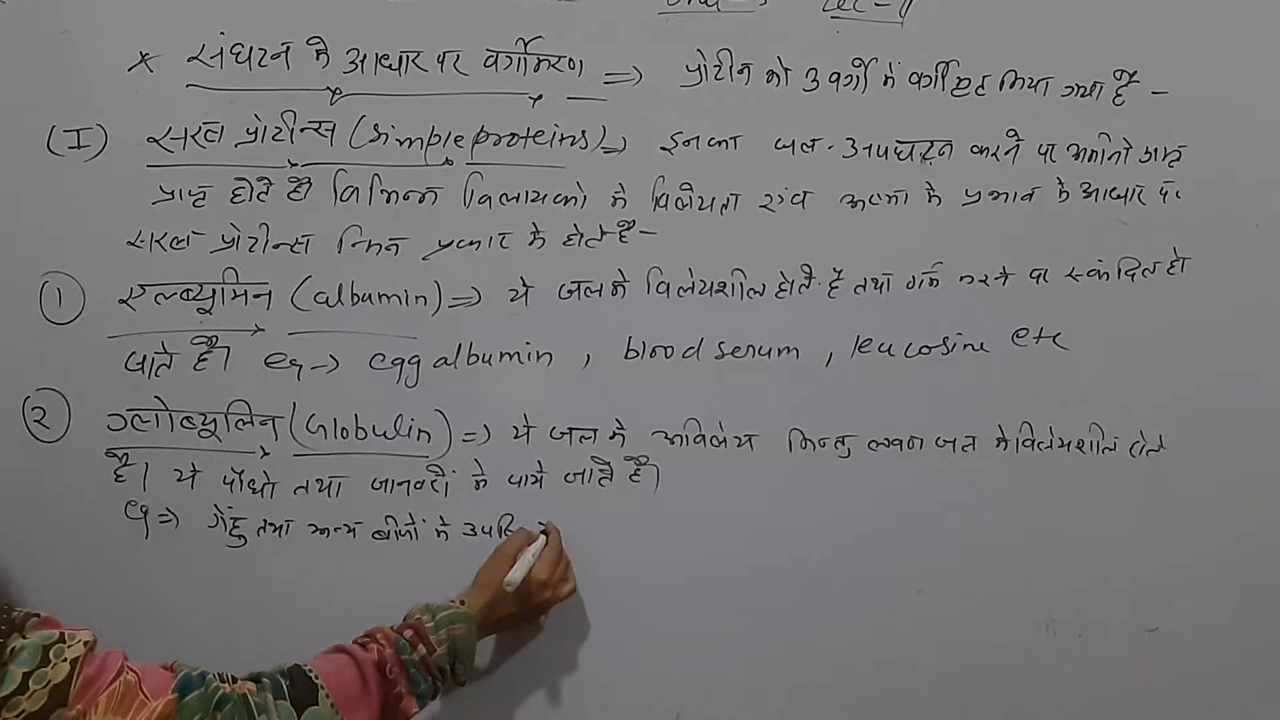 Lec-11
* संघटन के आधार पर वर्गीकरण => प्रोटीन को 3 वर्गों में वर्गीकृत किया गया है -
(I) सरल प्रोटीन्स (simple proteins) => इनका जल-अपघटन करने पर अमीनो अम्ल
प्राप्त होते हैं। विभिन्न विलायकों में विलेयता एवं ऊष्मा के प्रभाव के आधार पर
सरल प्रोटीन्स निम्न प्रकार के होते हैं -
① एल्ब्यूमिन (albumin) => ये जल में विलेयशील होते हैं तथा गर्म करने पर स्कंदित हो
जाते हैं। eg -> egg albumin , blood serum , leucosine etc
② ग्लोब्यूलिन (Globulin) => ये जल में अविलेय किन्तु लवण जल में विलेयशील होते
हैं। ये पौधों तथा जानवरों में पाये जाते हैं।
eg => गेंहु तथा अन्य बीजों में